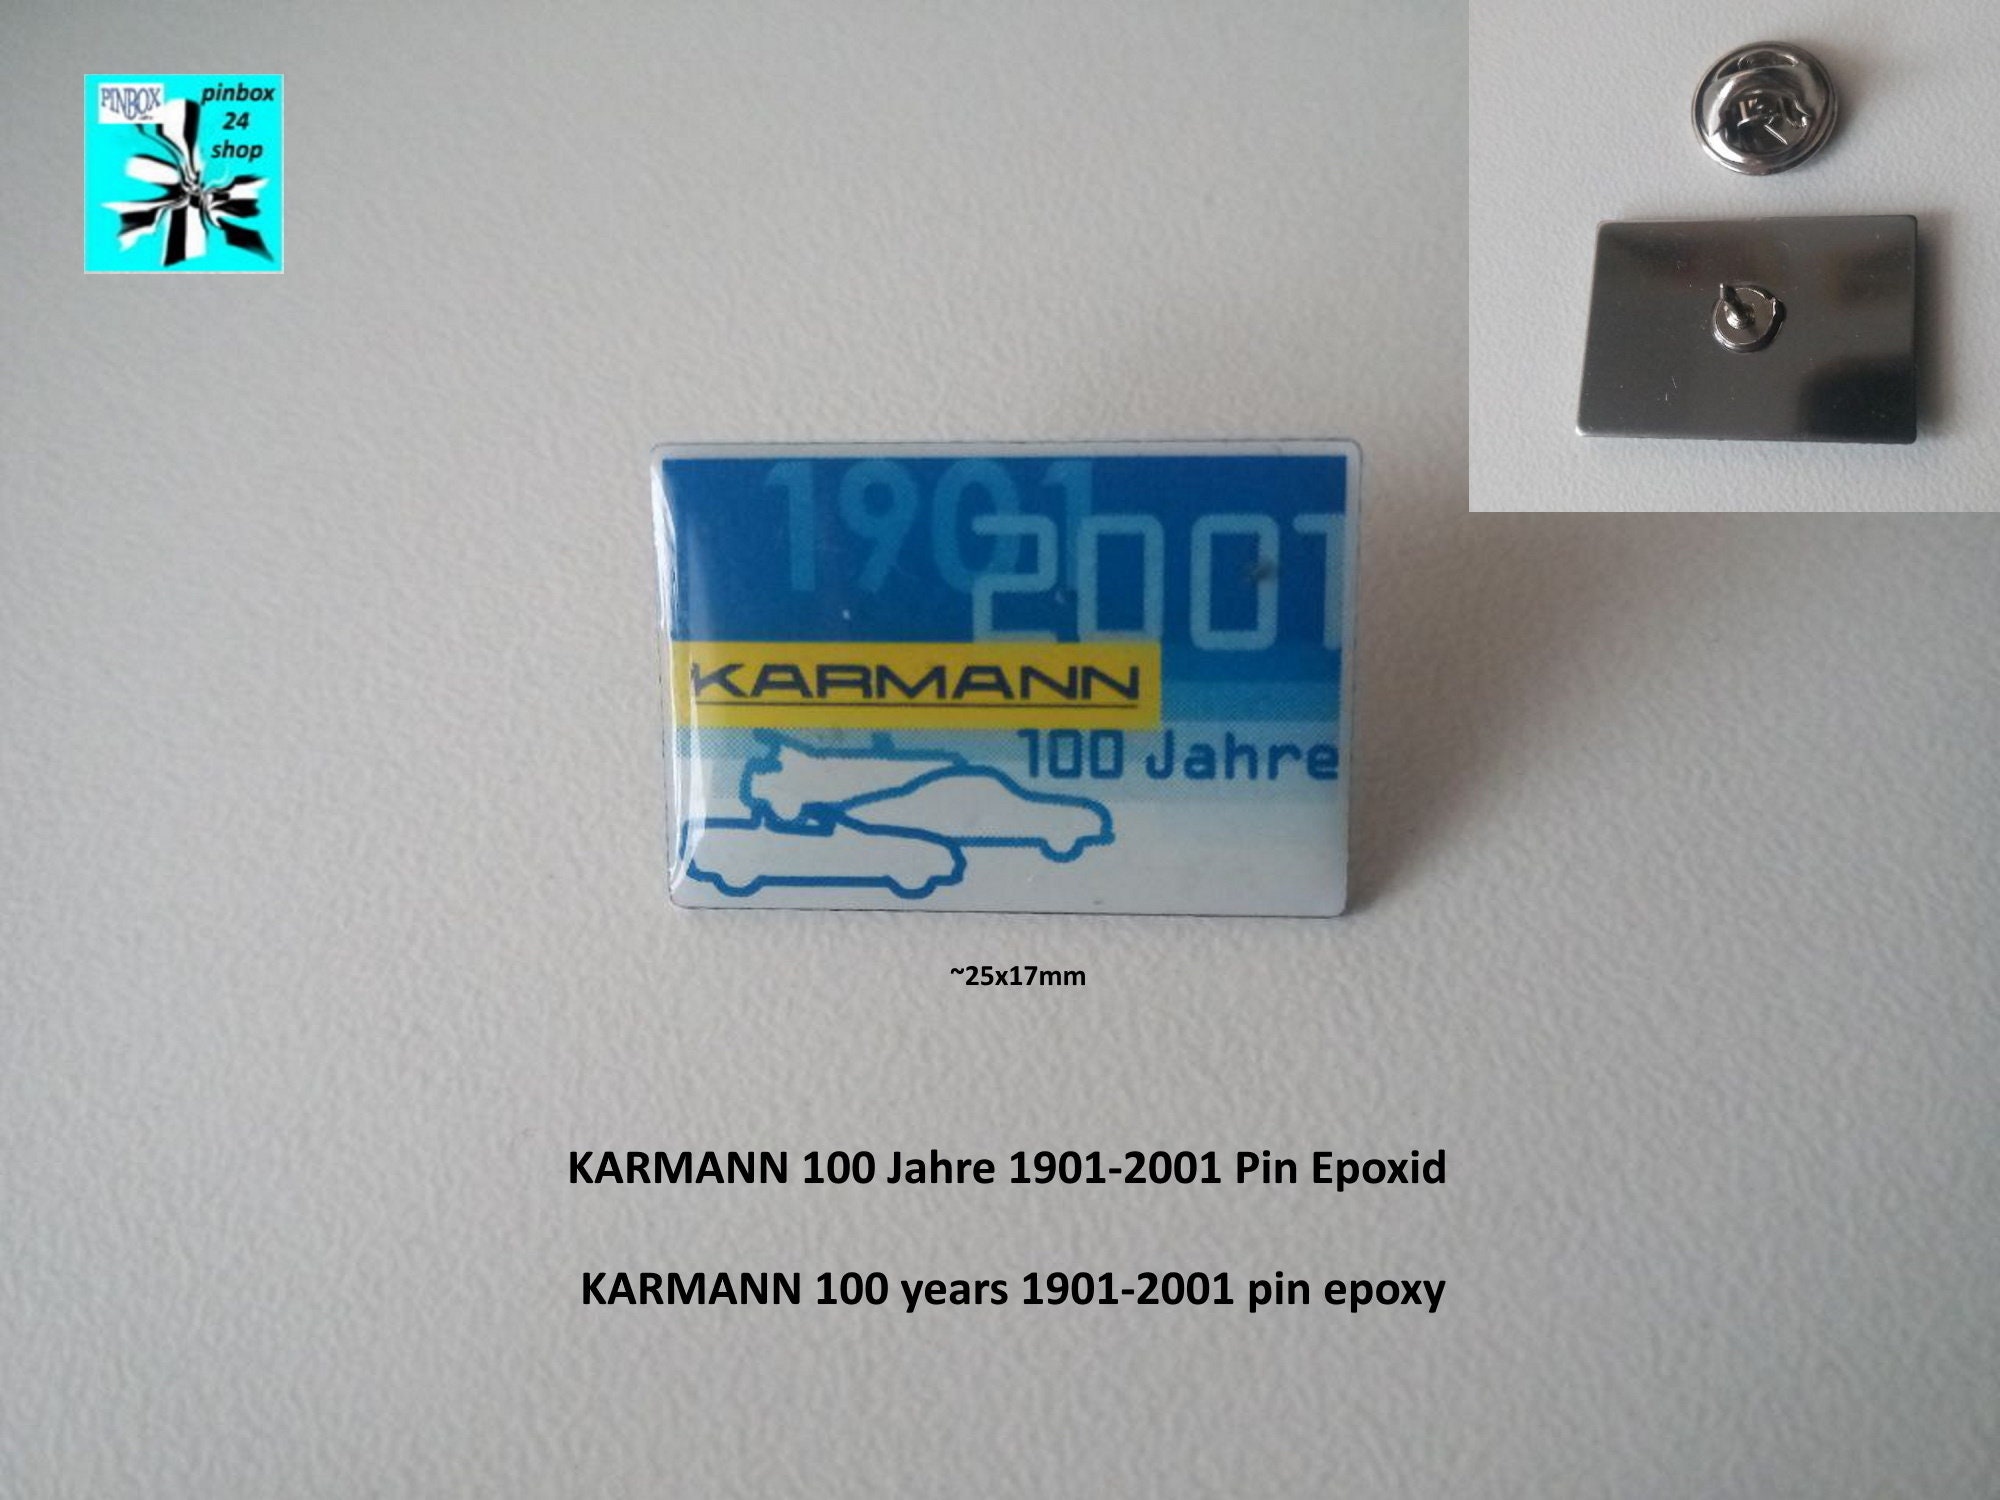 PINBOX
pinbox
24
shop
1901
2001
KARMANN
100 Jahre
~25x17mm
KARMANN 100 Jahre 1901-2001 Pin Epoxid
KARMANN 100 years 1901-2001 pin epoxy